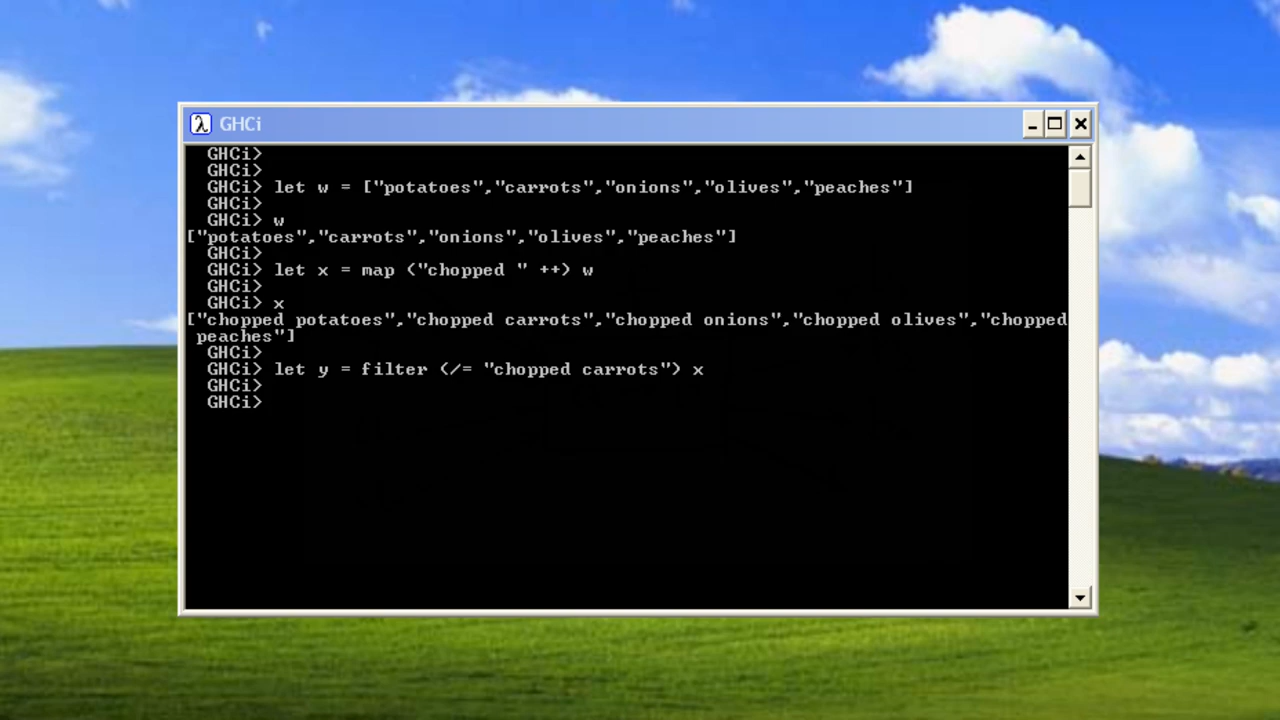 GHCi
GHCi>
GHCi>
GHCi> let w = ["potatoes","carrots","onions","olives","peaches"]
GHCi>
GHCi> w
["potatoes","carrots","onions","olives","peaches"]
GHCi>
GHCi> let x = map ("chopped " ++) w
GHCi>
GHCi> x
["chopped potatoes","chopped carrots","chopped onions","chopped olives","chopped
peaches"]
GHCi>
GHCi> let y = filter (/= "chopped carrots") x
GHCi>
GHCi>